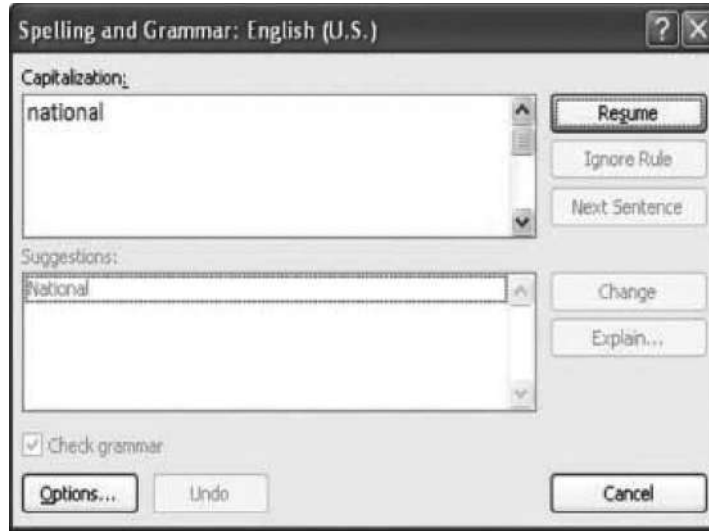 Spelling and Grammar: English (U.S.)
Capitalization:
national
Resume
Ignore Rule
Next Sentence
Suggestions:
National
Change
Explain...
Check grammar
Options...
Undo
Cancel